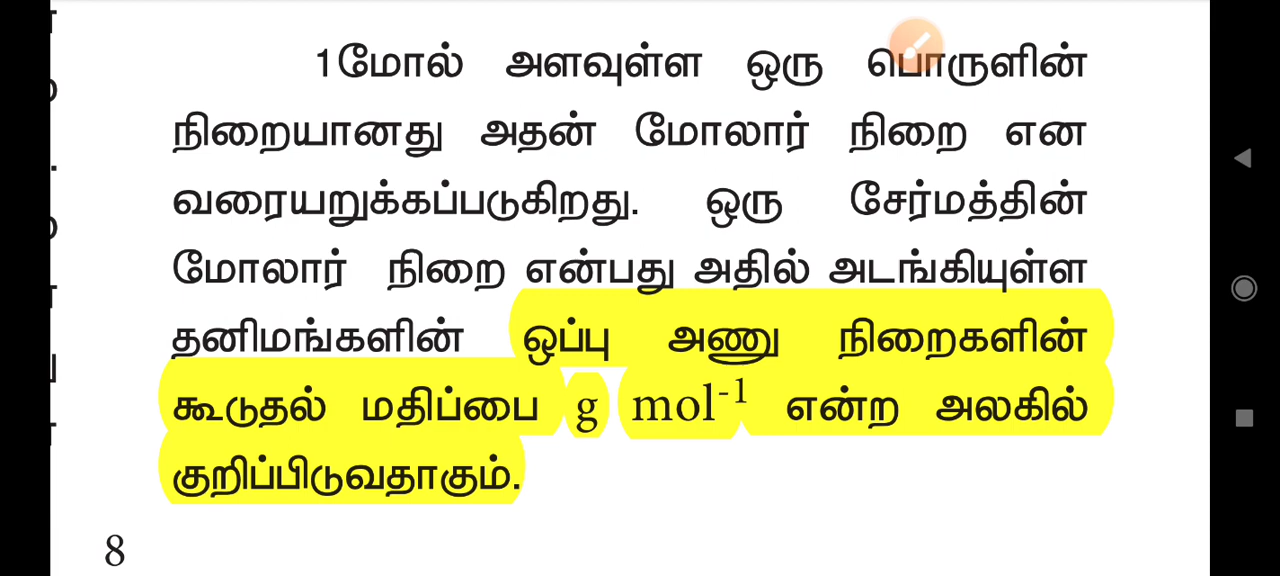 1மோல் அளவுள்ள ஒரு பொருளின்
நிறையானது அதன் மோலார் நிறை என
வரையறுக்கப்படுகிறது. ஒரு சேர்மத்தின்
மோலார் நிறை என்பது அதில் அடங்கியுள்ள
தனிமங்களின் ஒப்பு அணு நிறைகளின்
கூடுதல் மதிப்பை g mol⁻¹ என்ற அலகில்
குறிப்பிடுவதாகும்.
8